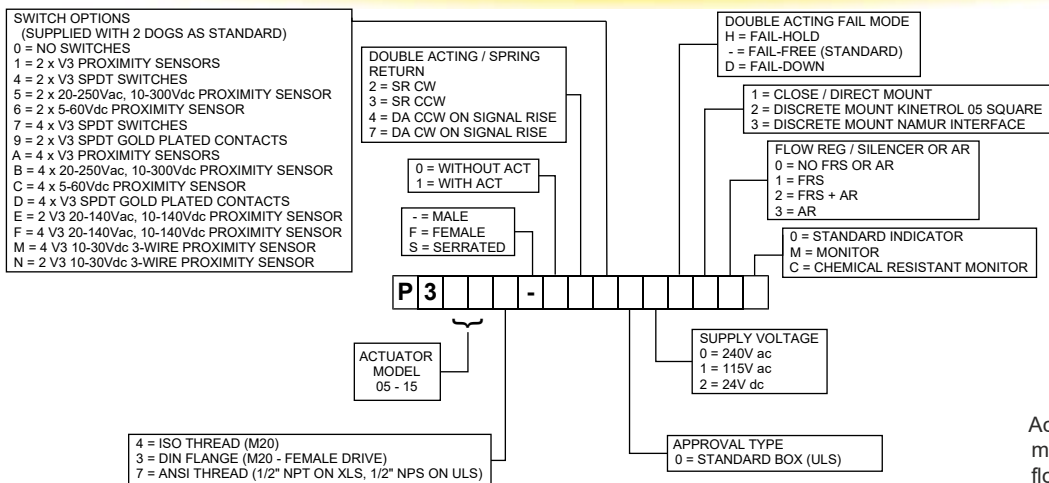 SWITCH OPTIONS
(SUPPLIED WITH 2 DOGS AS STANDARD)
0 = NO SWITCHES
1 = 2 x V3 PROXIMITY SENSORS
4 = 2 x V3 SPDT SWITCHES
5 = 2 x 20-250Vac, 10-300Vdc PROXIMITY SENSOR
6 = 2 x 5-60Vdc PROXIMITY SENSOR
7 = 4 x V3 SPDT SWITCHES
9 = 2 x V3 SPDT GOLD PLATED CONTACTS
A = 4 x V3 PROXIMITY SENSORS
B = 4 x 20-250Vac, 10-300Vdc PROXIMITY SENSOR
C = 4 x 5-60Vdc PROXIMITY SENSOR
D = 4 x V3 SPDT GOLD PLATED CONTACTS
E = 2 V3 20-140Vac, 10-140Vdc PROXIMITY SENSOR
F = 4 V3 20-140Vac, 10-140Vdc PROXIMITY SENSOR
M = 4 V3 10-30Vdc 3-WIRE PROXIMITY SENSOR
N = 2 V3 10-30Vdc 3-WIRE PROXIMITY SENSOR
DOUBLE ACTING / SPRING
RETURN
2 = SR CW
3 = SR CCW
4 = DA CCW ON SIGNAL RISE
7 = DA CW ON SIGNAL RISE
0 = WITHOUT ACT
1 = WITH ACT
- = MALE
F = FEMALE
S = SERRATED
DOUBLE ACTING FAIL MODE
H = FAIL-HOLD
- = FAIL-FREE (STANDARD)
D = FAIL-DOWN
1 = CLOSE / DIRECT MOUNT
2 = DISCRETE MOUNT KINETROL 05 SQUARE
3 = DISCRETE MOUNT NAMUR INTERFACE
FLOW REG / SILENCER OR AR
0 = NO FRS OR AR
1 = FRS
2 = FRS + AR
3 = AR
0 = STANDARD INDICATOR
M = MONITOR
C = CHEMICAL RESISTANT MONITOR
P 3 -
ACTUATOR
MODEL
05 - 15
SUPPLY VOLTAGE
0 = 240V ac
1 = 115V ac
2 = 24V dc
4 = ISO THREAD (M20)
3 = DIN FLANGE (M20 - FEMALE DRIVE)
7 = ANSI THREAD (1/2" NPT ON XLS, 1/2" NPS ON ULS)
APPROVAL TYPE
0 = STANDARD BOX (ULS)
Ac
m
flo